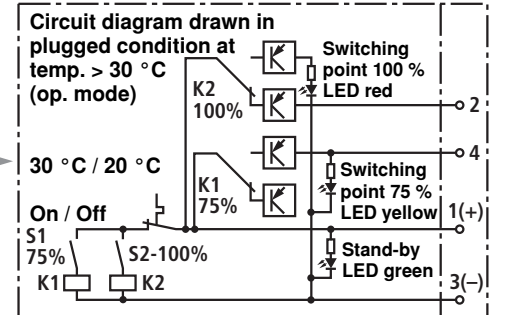 Circuit diagram drawn in
plugged condition at
temp. > 30 °C
(op. mode)
Switching
point 100 %
LED red
K2
100%
2
30 °C / 20 °C
4
K1
75%
Switching
point 75 %
LED yellow
1(+)
On / Off
S1
75%
S2-100%
Stand-by
LED green
K1
K2
3(–)